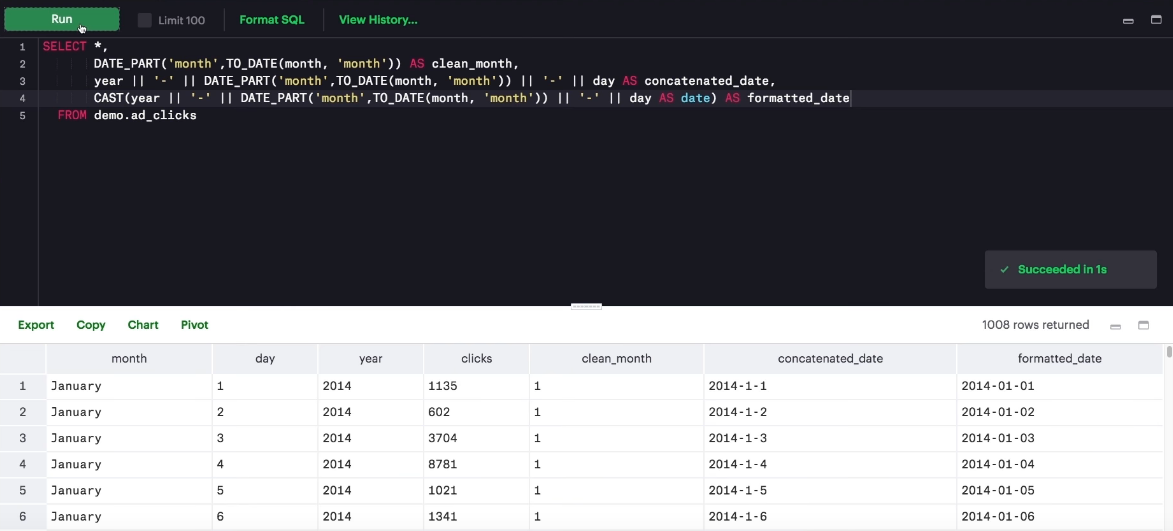 Run Limit 100 Format SQL View History...
1 SELECT *,
2 DATE_PART('month',TO_DATE(month, 'month')) AS clean_month,
3 year || '-' || DATE_PART('month',TO_DATE(month, 'month')) || '-' || day AS concatenated_date,
4 CAST(year || '-' || DATE_PART('month',TO_DATE(month, 'month')) || '-' || day AS date) AS formatted_date
5 FROM demo.ad_clicks
Succeeded in 1s
Export Copy Chart Pivot 1008 rows returned
month day year clicks clean_month concatenated_date formatted_date
1 January 1 2014 1135 1 2014-1-1 2014-01-01
2 January 2 2014 602 1 2014-1-2 2014-01-02
3 January 3 2014 3704 1 2014-1-3 2014-01-03
4 January 4 2014 8781 1 2014-1-4 2014-01-04
5 January 5 2014 1021 1 2014-1-5 2014-01-05
6 January 6 2014 1341 1 2014-1-6 2014-01-06